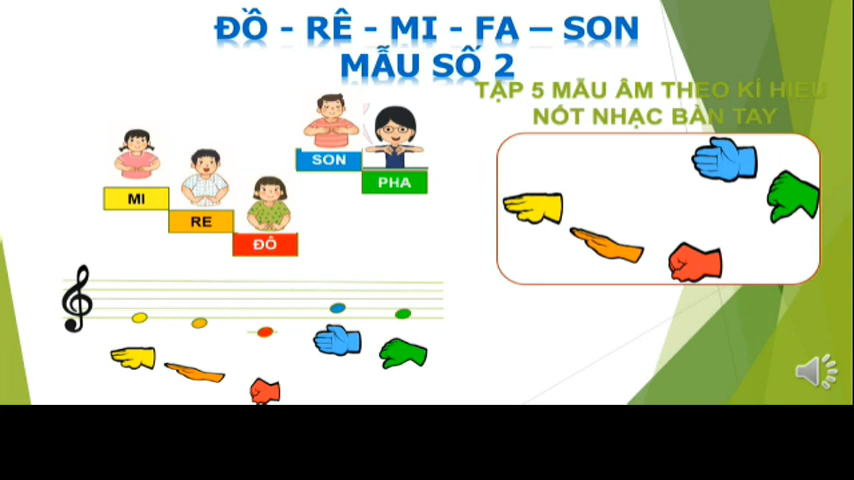 ĐỒ - RÊ - MI - FA – SON
MẪU SỐ 2
TẬP 5 MẪU ÂM THEO KÍ HIỆU
NỐT NHẠC BÀN TAY
SON
PHA
MI
RE
ĐÔ